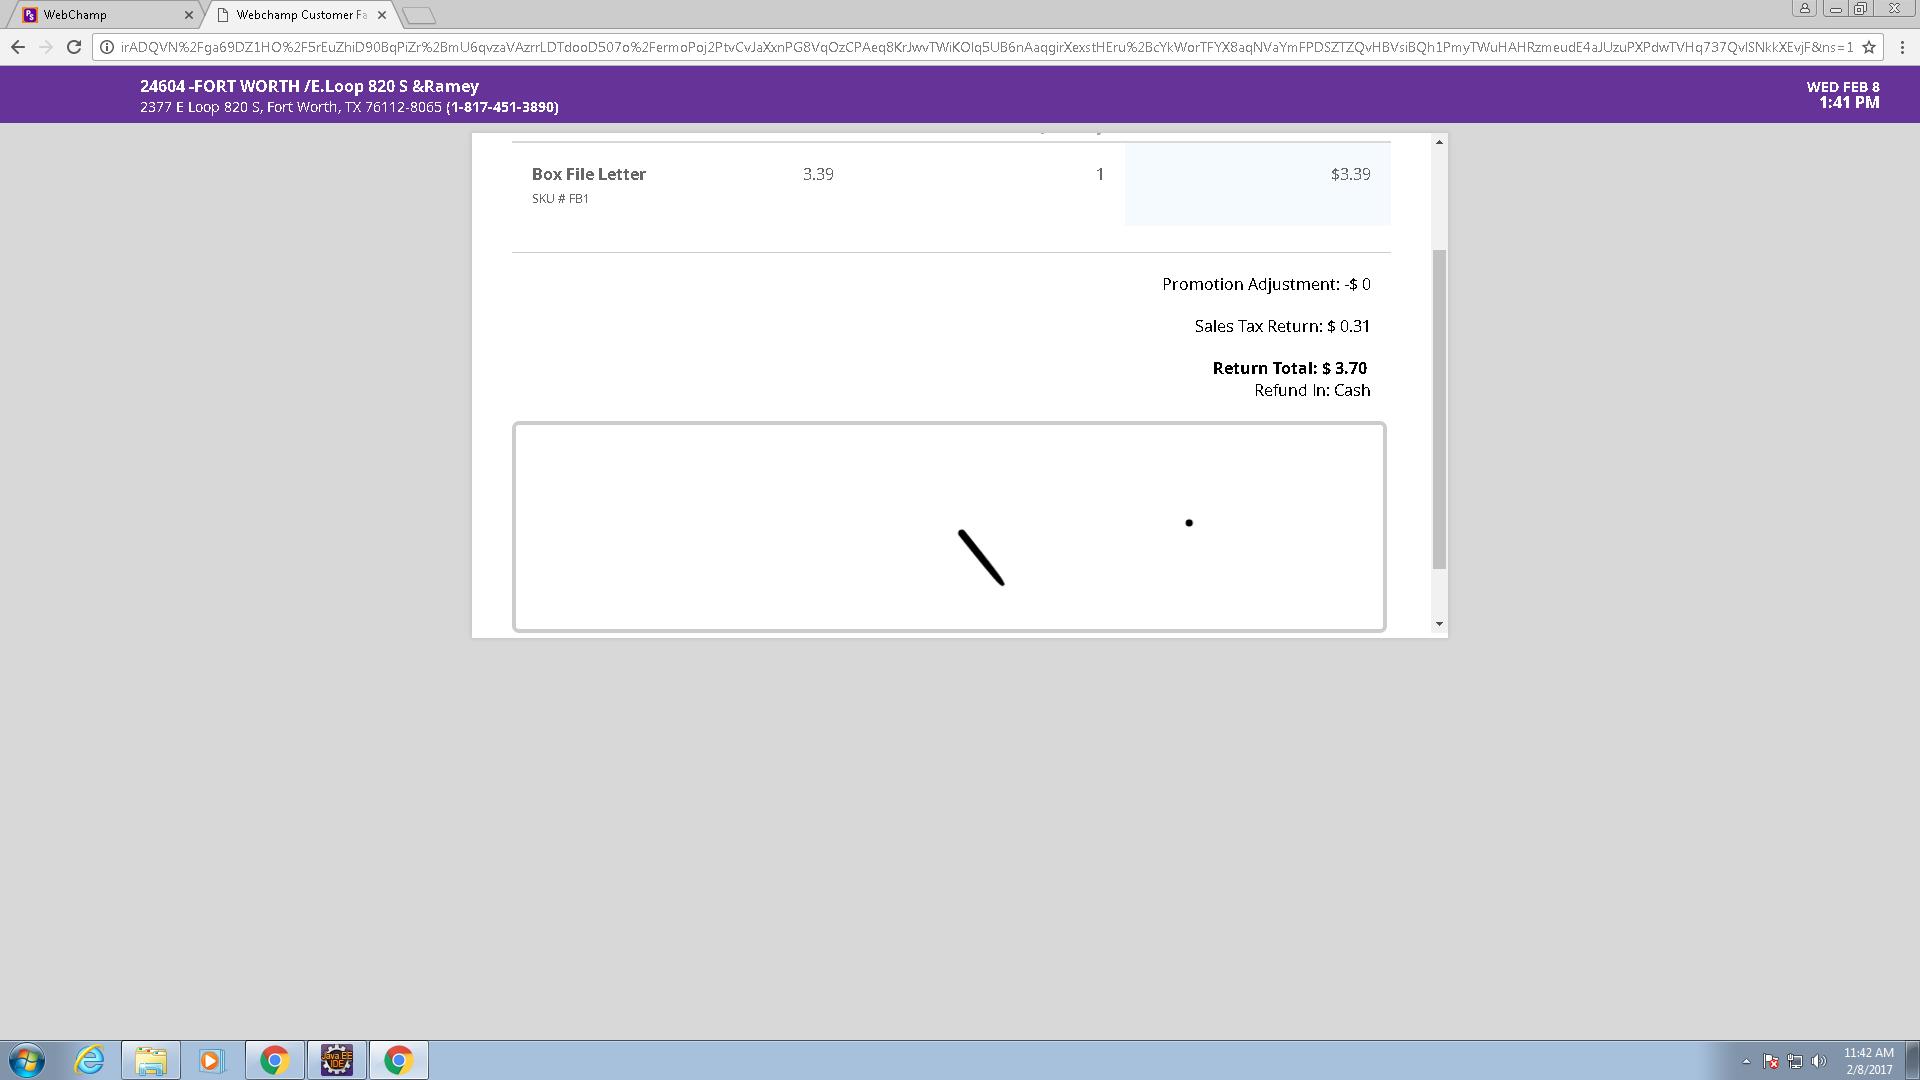 WebChamp
Webchamp Customer Fa
irADQVN%2Fga69DZ1HO%2F5rEuZhiD90BqPiZr%2BmU6qvzaVAzrrLDTdooD507o%2FermoPoj2PtvCvJaXxnPG8VqOzCPAeq8KrJwvTWiKOlq5UB6nAaqgirXexstHEru%2BcYkWorTFYX8aqNVaYmFPDSZTZQvHBVsiBQh1PmyTWuHAHRzmeudE4aJUzuPXPdwTVHq737QvlSNkkXEvjF&ns=1
24604 -FORT WORTH /E.Loop 820 S &Ramey
2377 E Loop 820 S, Fort Worth, TX 76112-8065 (1-817-451-3890)
WED FEB 8
1:41 PM
Box File Letter 3.39 1 $3.39
SKU # FB1
Promotion Adjustment: -$ 0
Sales Tax Return: $ 0.31
Return Total: $ 3.70
Refund In: Cash
Java EE
IDE
11:42 AM
2/8/2017